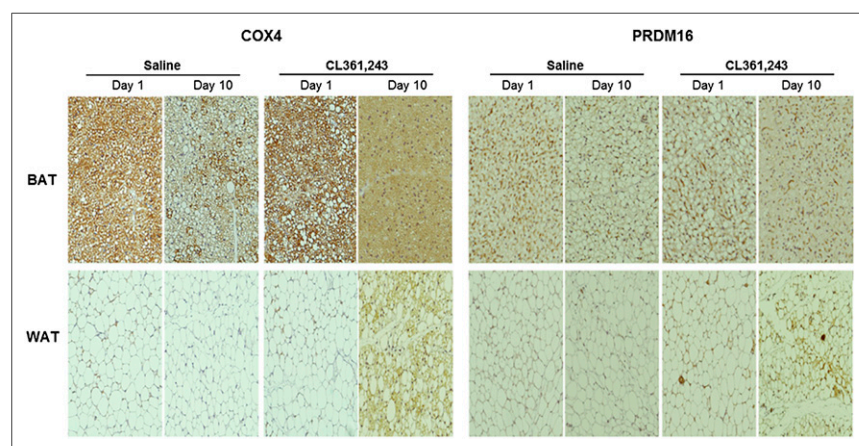 COX4 PRDM16
Saline CL361,243 Saline CL361,243
Day 1 Day 10 Day 1 Day 10 Day 1 Day 10 Day 1 Day 10
BAT
WAT